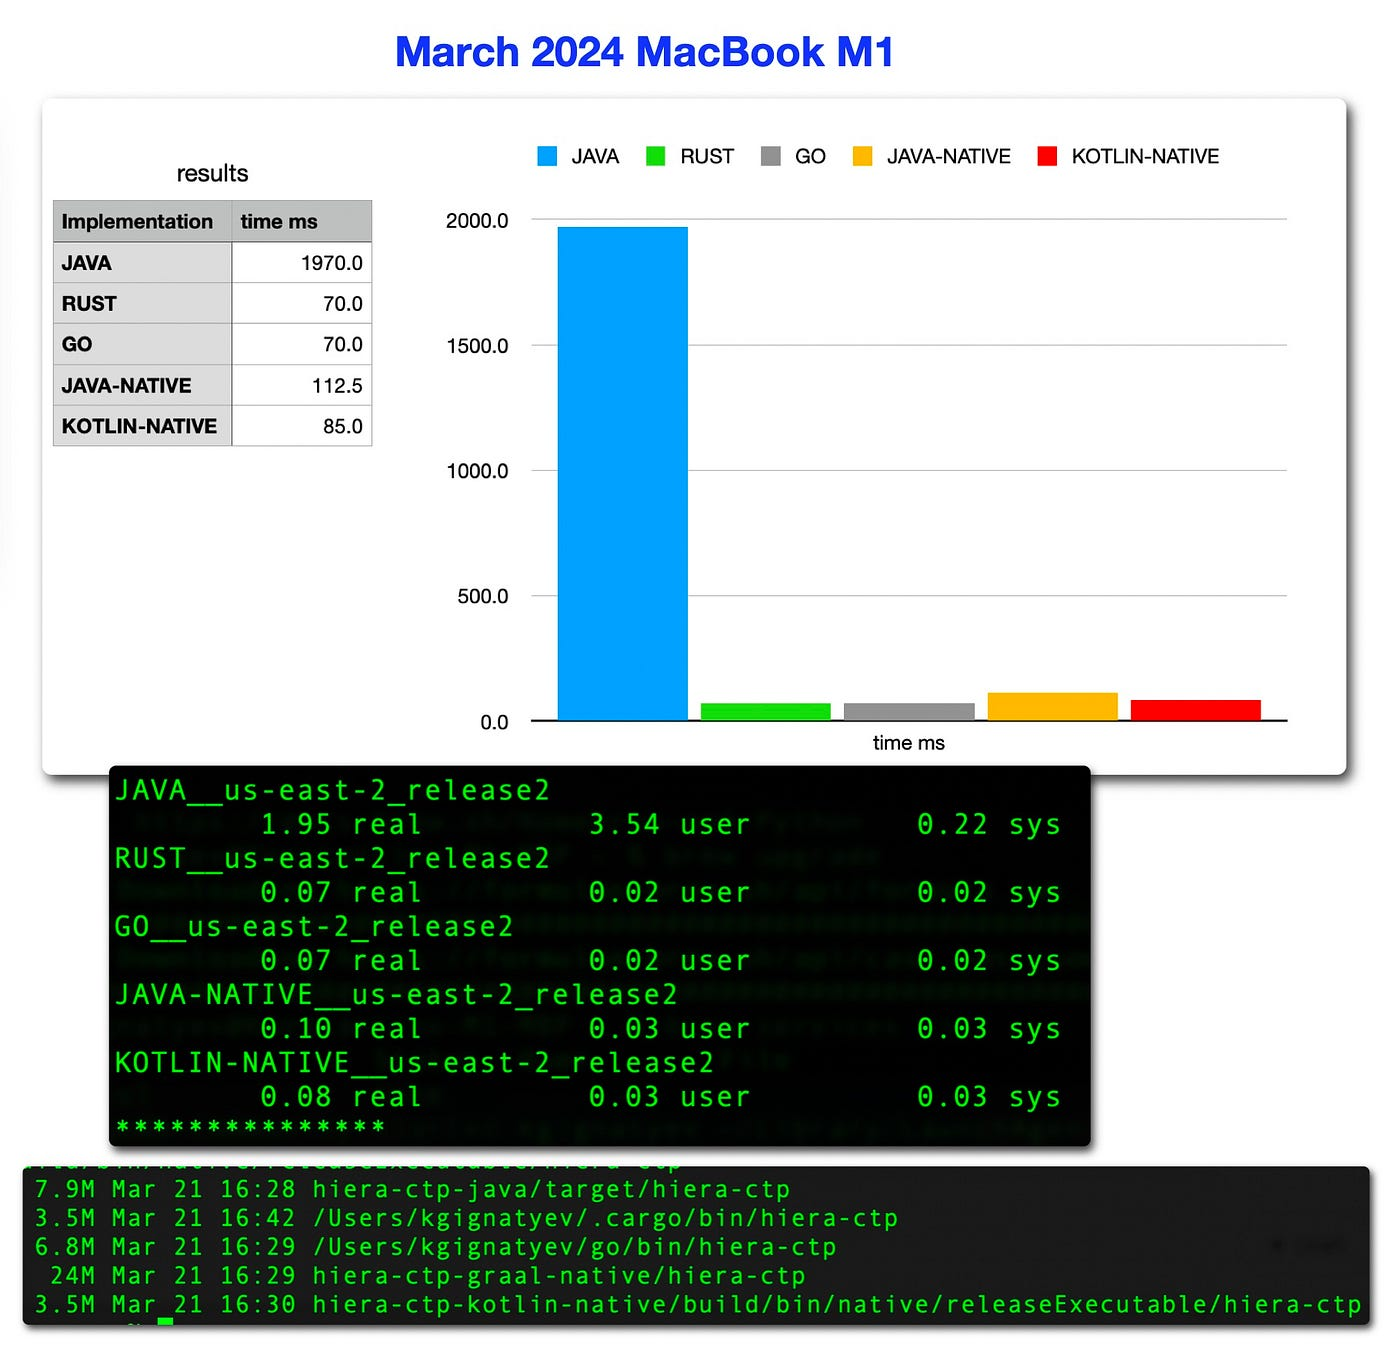 March 2024 MacBook M1
results
Implementation time ms
JAVA 1970.0
RUST 70.0
GO 70.0
JAVA-NATIVE 112.5
KOTLIN-NATIVE 85.0
JAVA RUST GO JAVA-NATIVE KOTLIN-NATIVE
2000.0
1500.0
1000.0
500.0
0.0
time ms
JAVA__us-east-2_release2
1.95 real 3.54 user 0.22 sys
RUST__us-east-2_release2
0.07 real 0.02 user 0.02 sys
GO__us-east-2_release2
0.07 real 0.02 user 0.02 sys
JAVA-NATIVE__us-east-2_release2
0.10 real 0.03 user 0.03 sys
KOTLIN-NATIVE__us-east-2_release2
0.08 real 0.03 user 0.03 sys
***************
7.9M Mar 21 16:28 hiera-ctp-java/target/hiera-ctp
3.5M Mar 21 16:42 /Users/kgignatyev/.cargo/bin/hiera-ctp
6.8M Mar 21 16:29 /Users/kgignatyev/go/bin/hiera-ctp
24M Mar 21 16:29 hiera-ctp-graal-native/hiera-ctp
3.5M Mar 21 16:30 hiera-ctp-kotlin-native/build/bin/native/releaseExecutable/hiera-ctp